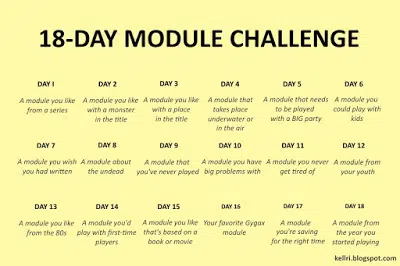 18-DAY MODULE CHALLENGE
DAY I
A module you like
from a series
DAY 2
A module you like
with a monster
in the title
DAY 3
A module you like
with a place
in the title
DAY 4
A module that
takes place
underwater or
in the air
DAY 5
A module that needs
to be played
with a BIG party
DAY 6
A module you
could play with
kids
DAY 7
A module you wish
you had written
DAY 8
A module about
the undead
DAY 9
A module that
you've never played
DAY 10
A module you have
big problems with
DAY 11
A module you never
get tired of
DAY 12
A module from
your youth
DAY 13
A module you like
from the 80s
DAY 14
A module you'd
play with first-time
players
DAY 15
A module you like
that's based on a
book or movie
DAY 16
Your favorite Gygax
module
DAY 17
A module
you're saving
for the right time
DAY 18
A module from
the year you
started playing
kellri.blogspot.com